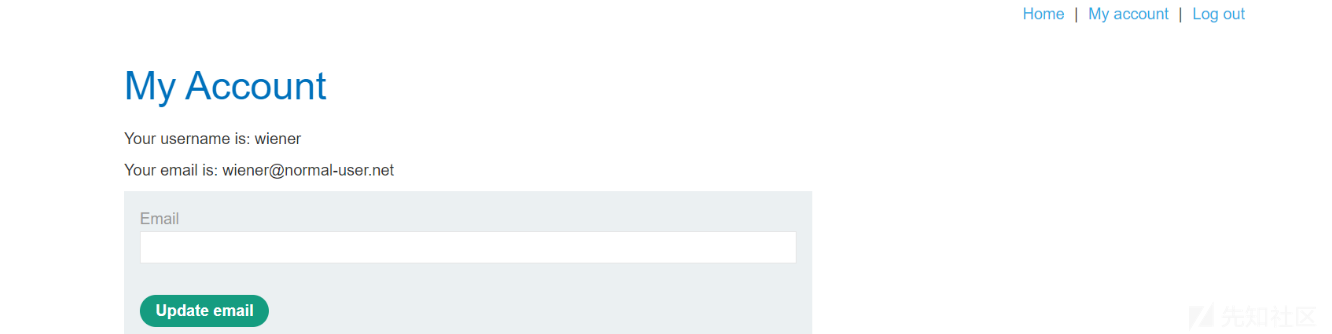 Home | My account | Log out
My Account
Your username is: wiener
Your email is: wiener@normal-user.net
Email
Update email
先知社区